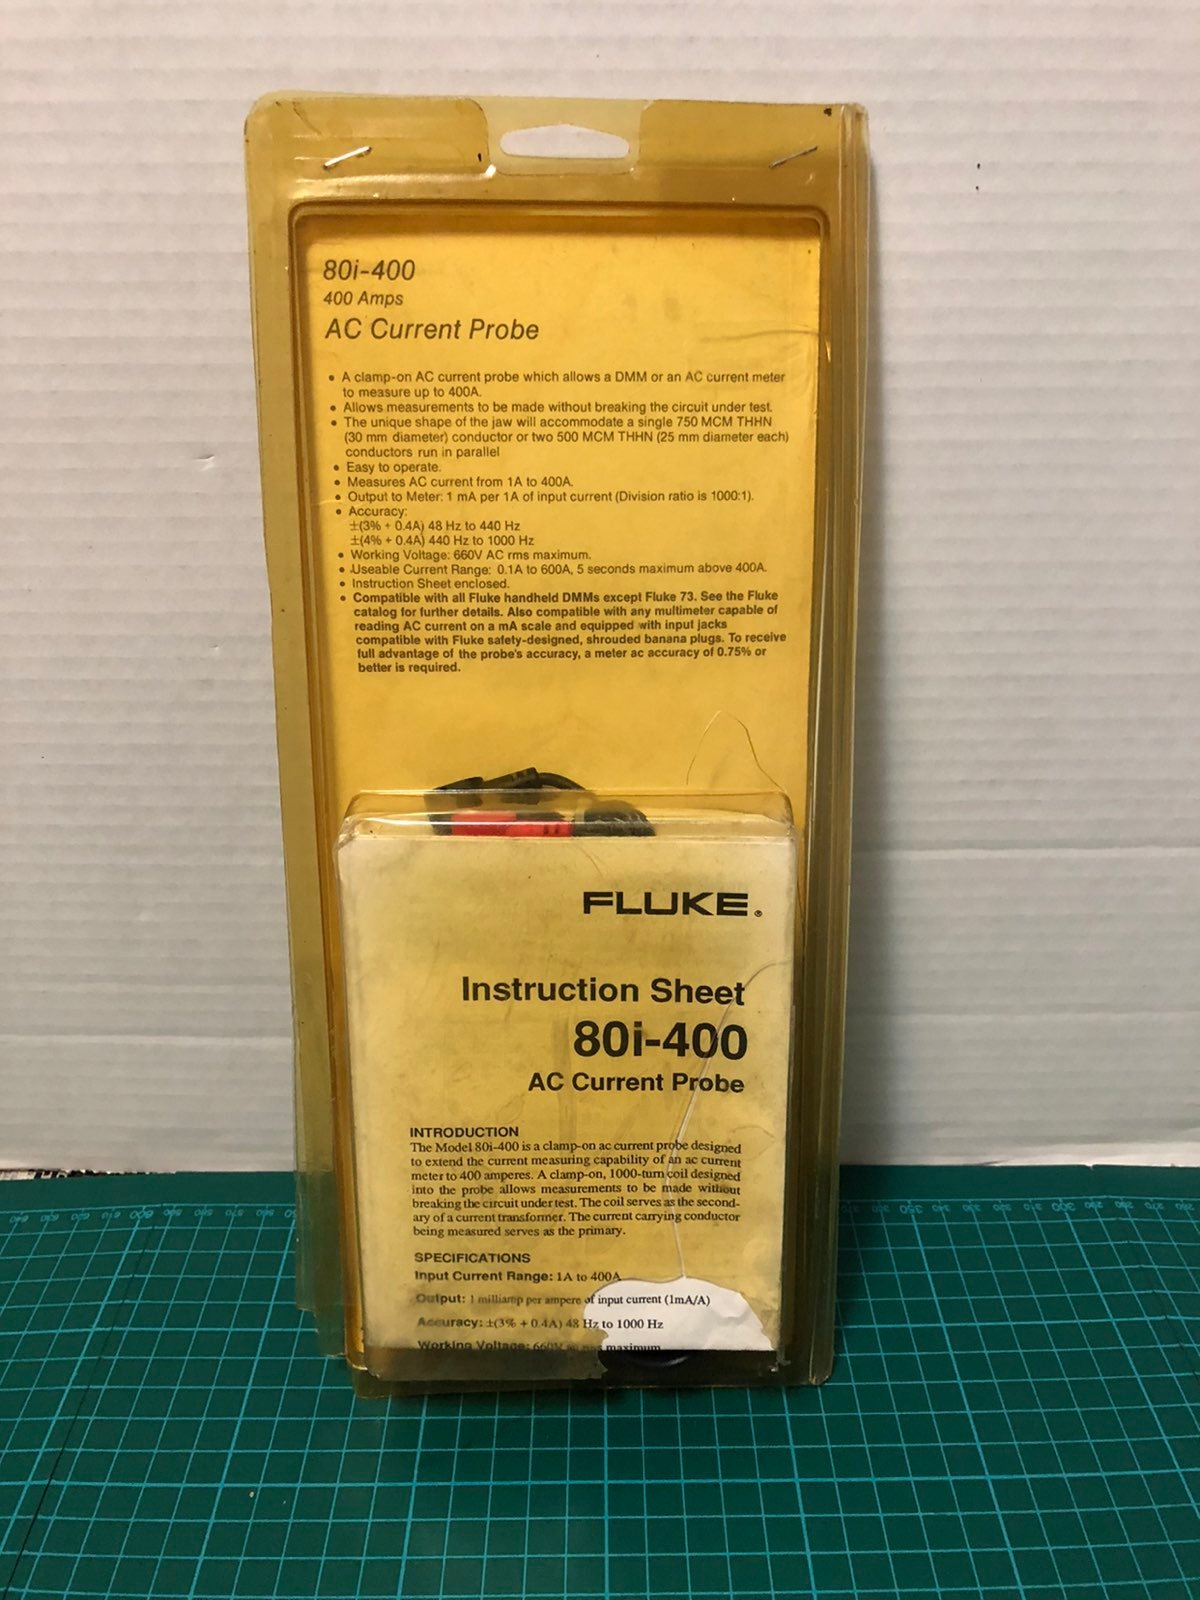 80i-400
400 Amps
AC Current Probe
• A clamp-on AC current probe which allows a DMM or an AC current meter
to measure up to 400A.
• Allows measurements to be made without breaking the circuit under test.
• The unique shape of the jaw will accommodate a single 750 MCM THHN
(30 mm diameter) conductor or two 500 MCM THHN (25 mm diameter each)
conductors run in parallel
• Easy to operate.
• Measures AC current from 1A to 400A.
• Output to Meter: 1 mA per 1A of input current (Division ratio is 1000:1).
• Accuracy:
±(3% + 0.4A) 48 Hz to 440 Hz
±(4% + 0.4A) 440 Hz to 1000 Hz
• Working Voltage: 660V AC rms maximum.
• Useable Current Range: 0.1A to 600A, 5 seconds maximum above 400A.
• Instruction Sheet enclosed.
• Compatible with all Fluke handheld DMMs except Fluke 73. See the Fluke
catalog for further details. Also compatible with any multimeter capable of
reading AC current on a mA scale and equipped with input jacks
compatible with Fluke safety-designed, shrouded banana plugs. To receive
full advantage of the probe's accuracy, a meter ac accuracy of 0.75% or
better is required.
FLUKE®
Instruction Sheet
80i-400
AC Current Probe
INTRODUCTION
The Model 80i-400 is a clamp-on ac current probe designed
to extend the current measuring capability of an ac current
meter to 400 amperes. A clamp-on, 1000-turn coil designed
into the probe allows measurements to be made without
breaking the circuit under test. The coil serves as the second-
ary of a current transformer. The current carrying conductor
being measured serves as the primary.
SPECIFICATIONS
Input Current Range: 1A to 400A
Output: 1 milliamp per ampere of input current (1mA/A)
Accuracy: ±(3% + 0.4A) 48 Hz to 1000 Hz
Working Voltage: 660V maximum